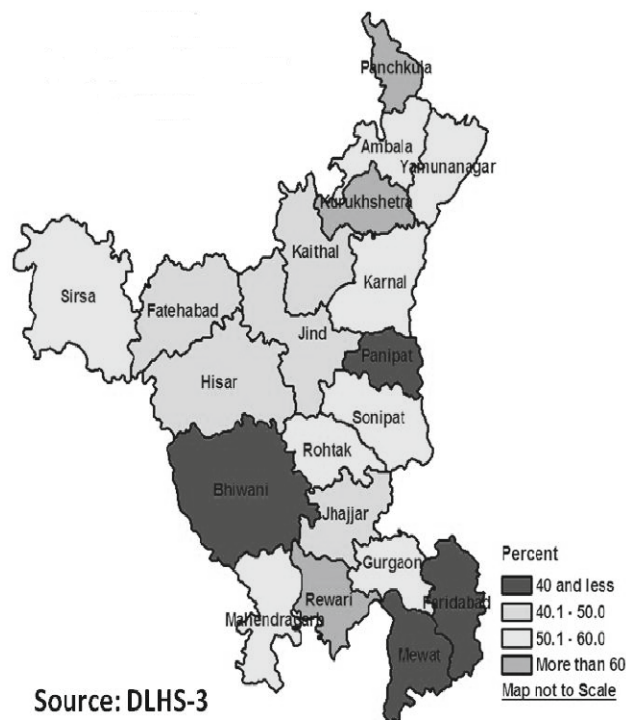 Panchkula
Ambala
Yamunanagar
Kurukhshetra
Kaithal
Karnal
Sirsa
Fatehabad
Jind
Panipat
Hisar
Sonipat
Rohtak
Bhiwani
Jhajjar
Gurgaon
Faridabad
Rewari
Mahendragarh
Mewat
Percent
40 and less
40.1 - 50.0
50.1 - 60.0
More than 60
Map not to Scale
Source: DLHS-3